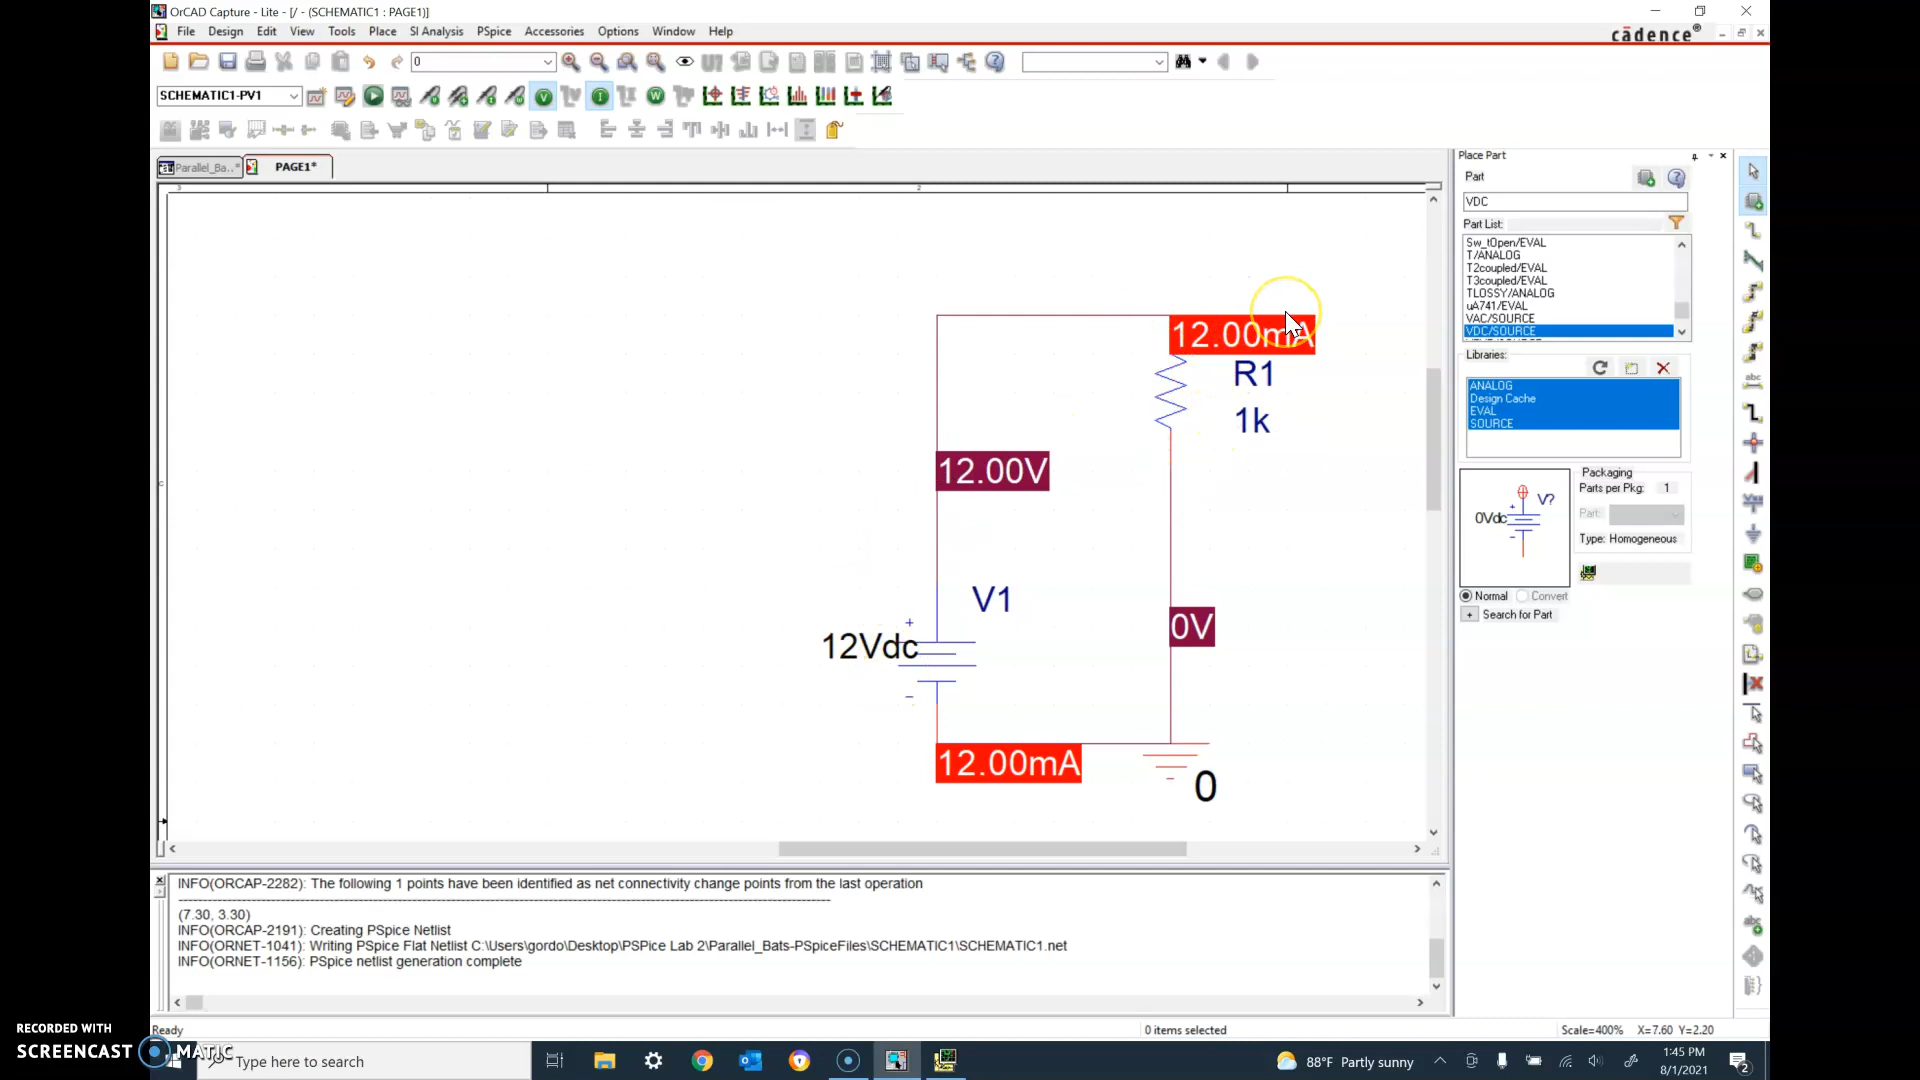 OrCAD Capture - Lite - [/ - (SCHEMATIC1 : PAGE1)]
File Design Edit View Tools Place SI Analysis PSpice Accessories Options Window Help
cādence®
0
SCHEMATIC1-PV1
Parallel_Ba..*
PAGE1*
3
2
C
12.00mA
R1
1k
12.00V
V1
+
12Vdc
-
0V
12.00mA
0
Place Part
Part
VDC
Part List:
Sw_tOpen/EVAL
T/ANALOG
T2coupled/EVAL
T3coupled/EVAL
TLOSSY/ANALOG
uA741/EVAL
VAC/SOURCE
VDC/SOURCE
Libraries:
ANALOG
Design Cache
EVAL
SOURCE
V?
0Vdc
Packaging
Parts per Pkg: 1
Part:
Type: Homogeneous
Normal Convert
+ Search for Part
INFO(ORCAP-2282): The following 1 points have been identified as net connectivity change points from the last operation
(7.30, 3.30)
INFO(ORCAP-2191): Creating PSpice Netlist
INFO(ORNET-1041): Writing PSpice Flat Netlist C:\Users\gordo\Desktop\PSPice Lab 2\Parallel_Bats-PSpiceFiles\SCHEMATIC1\SCHEMATIC1.net
INFO(ORNET-1156): PSpice netlist generation complete
Ready
0 items selected
Scale=400% X=7.60 Y=2.20
RECORDED WITH
SCREENCAST MATIC
Type here to search
88°F Partly sunny
1:45 PM
8/1/2021
2